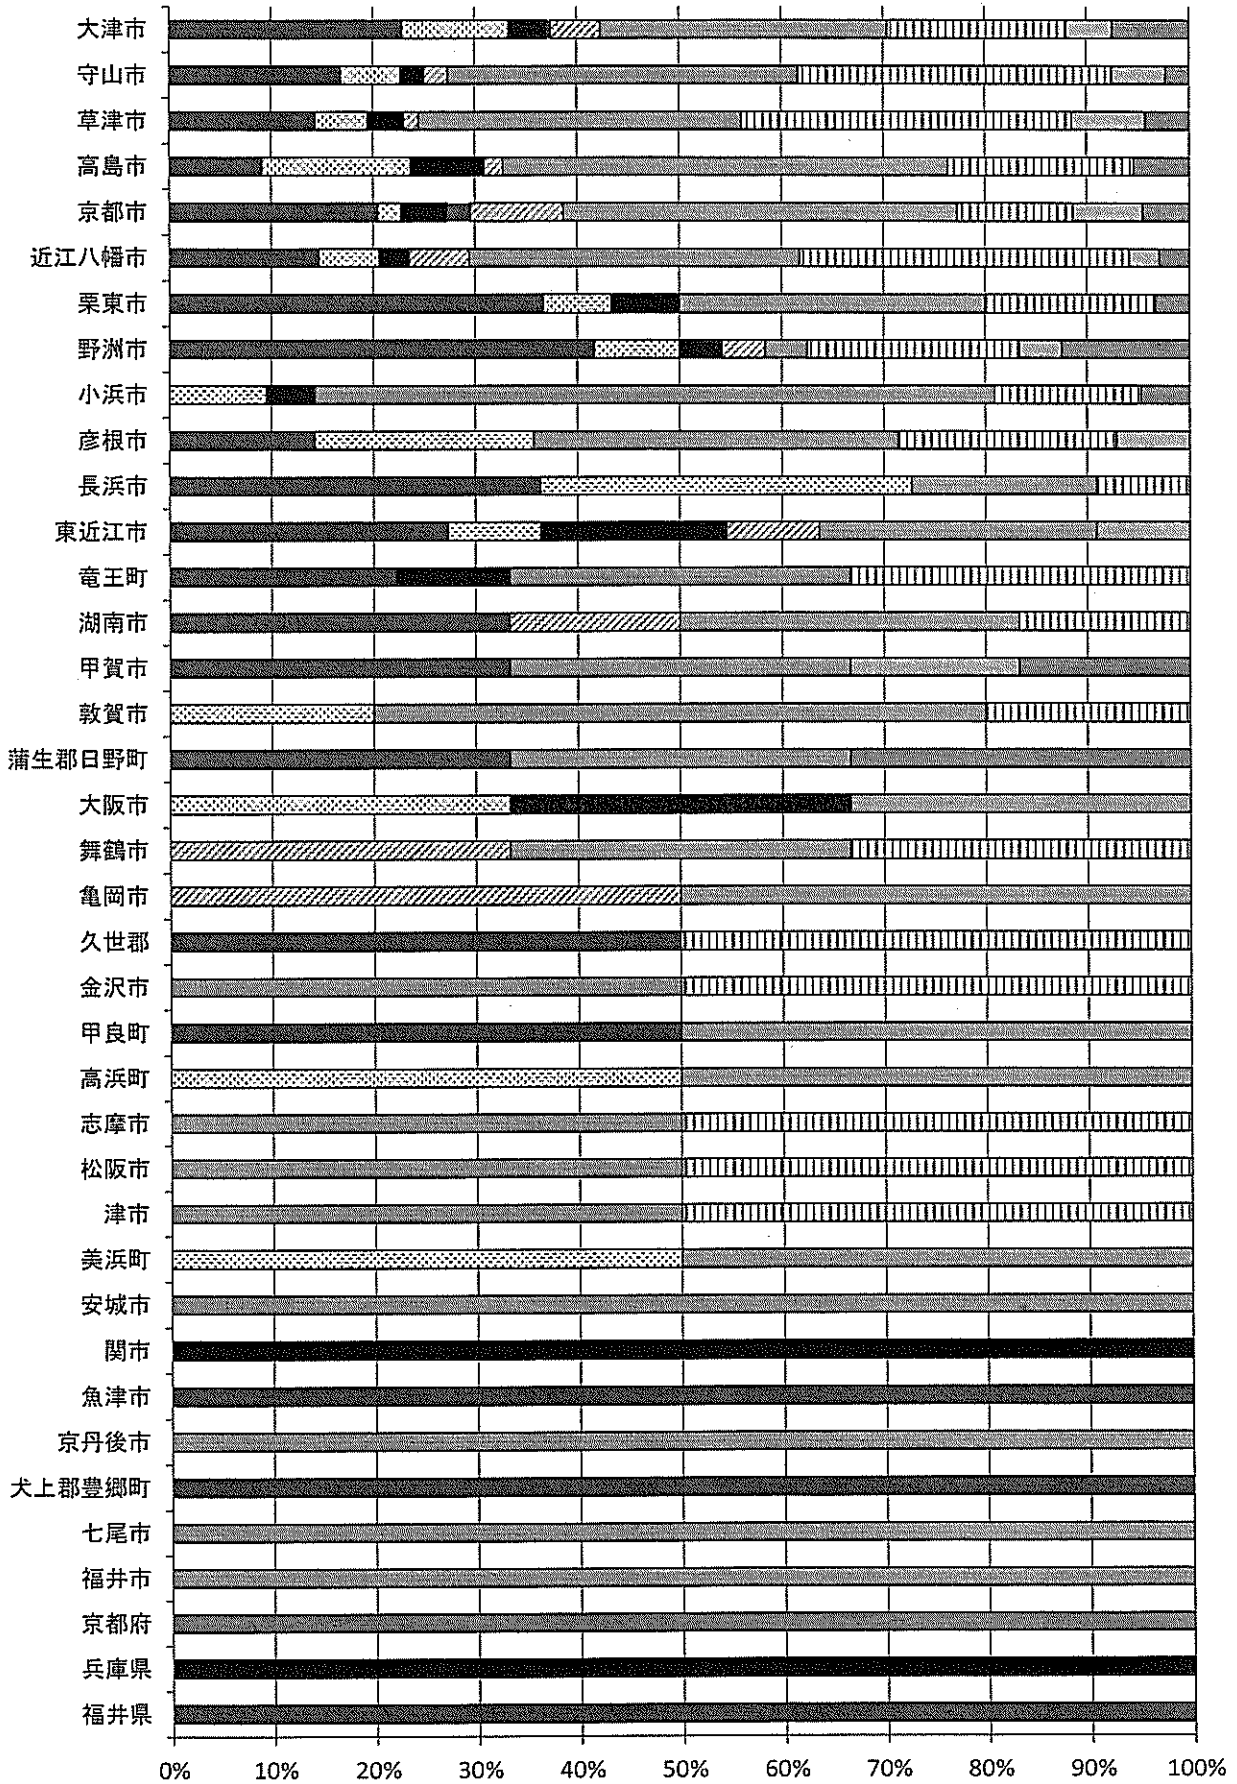 大津市
守山市
草津市
高島市
京都市
近江八幡市
栗東市
野洲市
小浜市
彦根市
長浜市
東近江市
竜王町
湖南市
甲賀市
敦賀市
蒲生郡日野町
大阪市
舞鶴市
亀岡市
久世郡
金沢市
甲良町
高浜町
志摩市
松阪市
津市
美浜町
安城市
関市
魚津市
京丹後市
犬上郡豊郷町
七尾市
福井市
京都府
兵庫県
福井県
0% 10% 20% 30% 40% 50% 60% 70% 80% 90% 100%